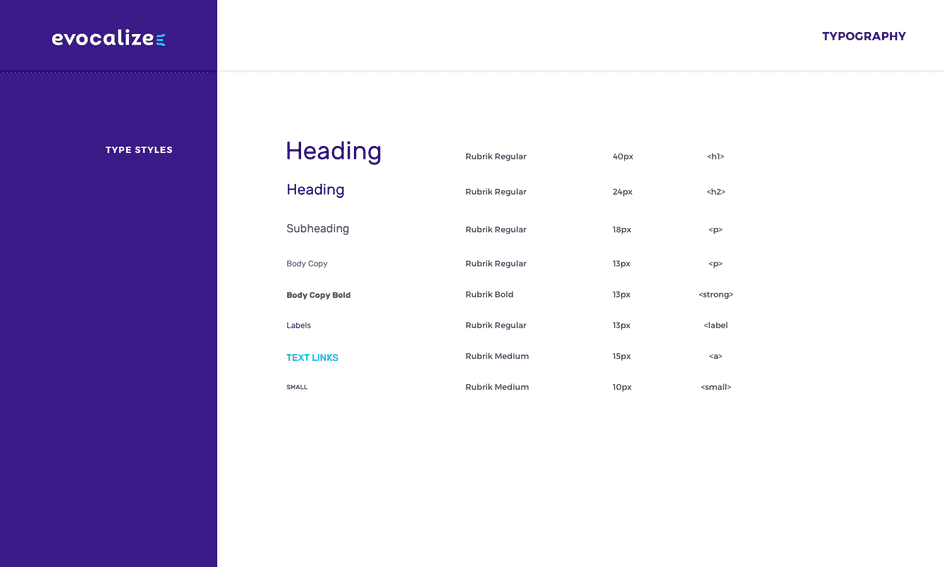 evocalize
TYPOGRAPHY
TYPE STYLES
Heading Rubrik Regular 40px <h1>
Heading Rubrik Regular 24px <h2>
Subheading Rubrik Regular 18px <p>
Body Copy Rubrik Regular 13px <p>
Body Copy Bold Rubrik Bold 13px <strong>
Labels Rubrik Regular 13px <label
TEXT LINKS Rubrik Medium 15px <a>
SMALL Rubrik Medium 10px <small>